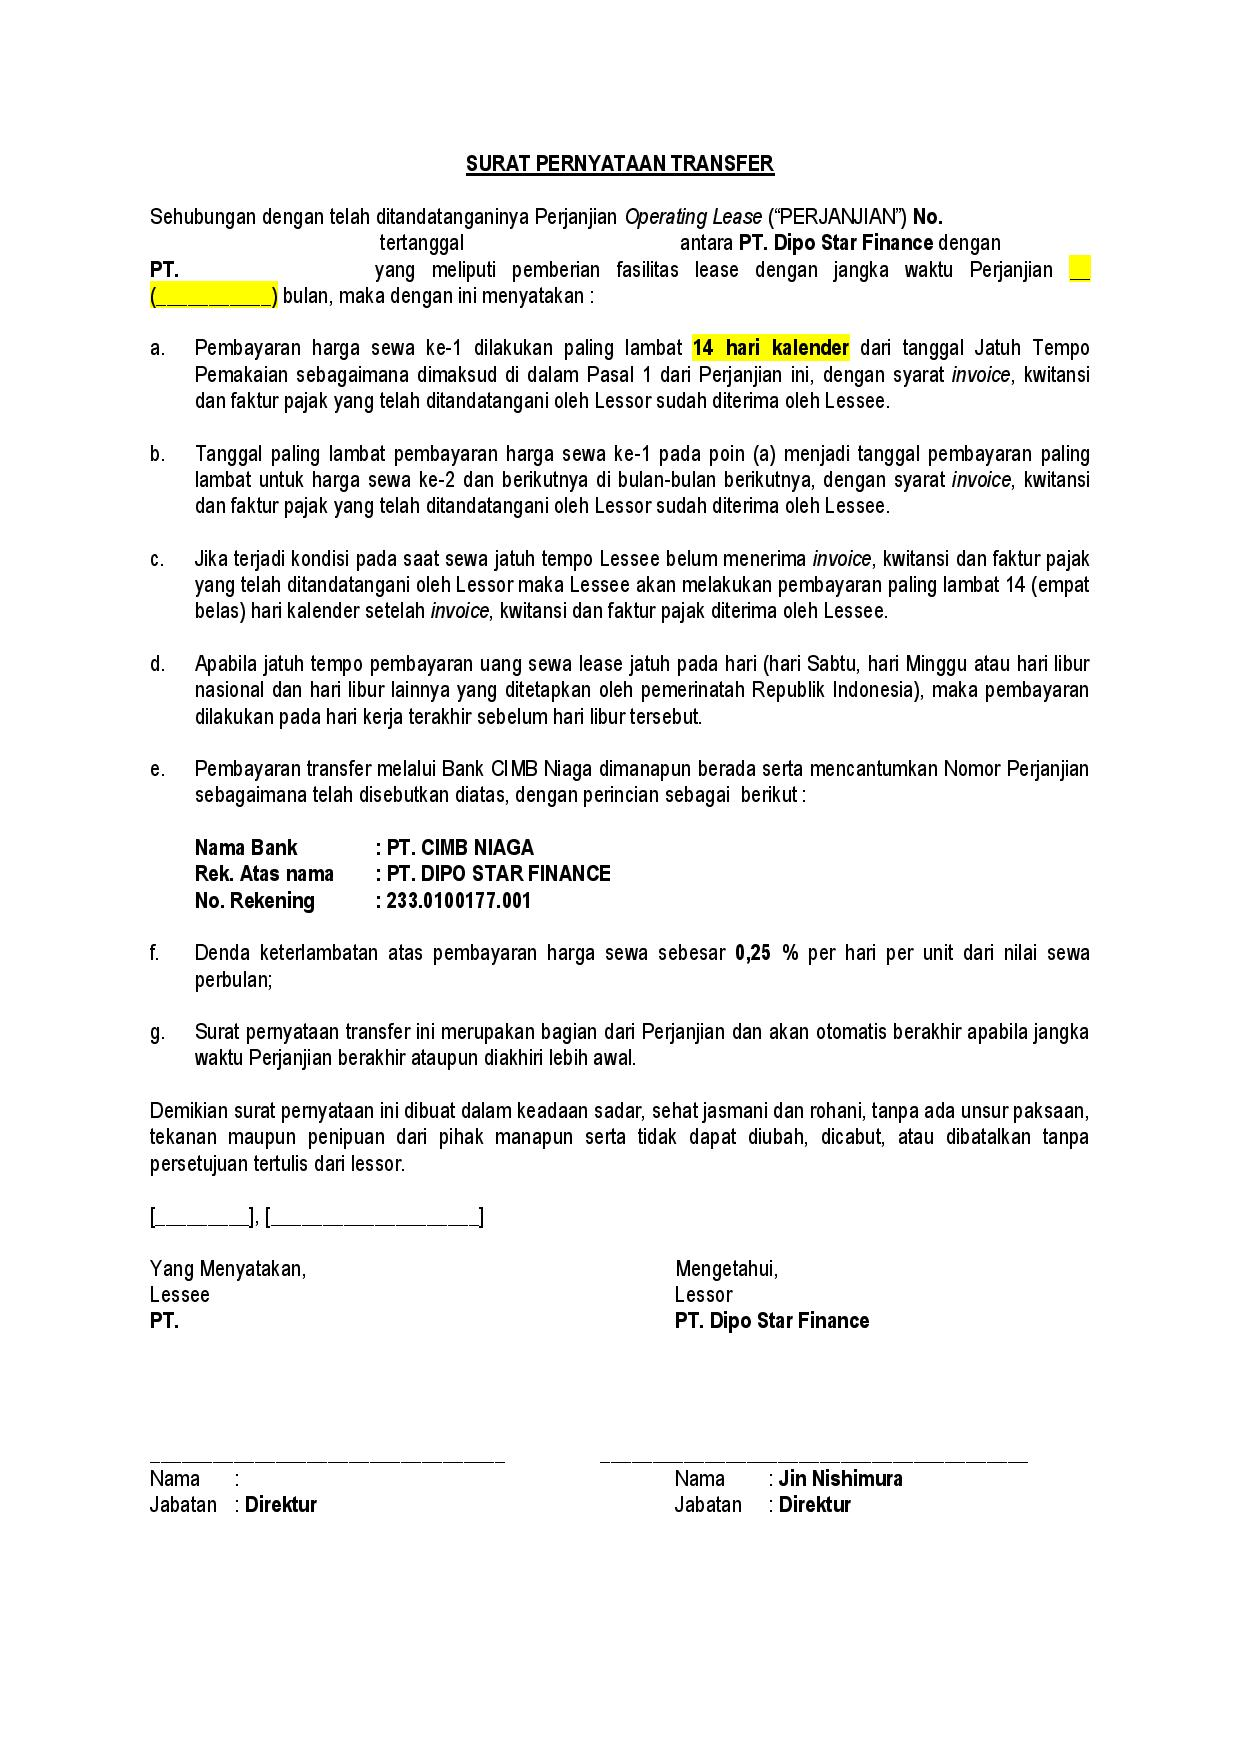 SURAT PERNYATAAN TRANSFER
Sehubungan dengan telah ditandatanganinya Perjanjian Operating Lease (“PERJANJIAN”) No.
tertanggal antara PT. Dipo Star Finance dengan
PT. yang meliputi pemberian fasilitas lease dengan jangka waktu Perjanjian __
(___________) bulan, maka dengan ini menyatakan :
a. Pembayaran harga sewa ke-1 dilakukan paling lambat 14 hari kalender dari tanggal Jatuh Tempo
Pemakaian sebagaimana dimaksud di dalam Pasal 1 dari Perjanjian ini, dengan syarat invoice, kwitansi
dan faktur pajak yang telah ditandatangani oleh Lessor sudah diterima oleh Lessee.
b. Tanggal paling lambat pembayaran harga sewa ke-1 pada poin (a) menjadi tanggal pembayaran paling
lambat untuk harga sewa ke-2 dan berikutnya di bulan-bulan berikutnya, dengan syarat invoice, kwitansi
dan faktur pajak yang telah ditandatangani oleh Lessor sudah diterima oleh Lessee.
c. Jika terjadi kondisi pada saat sewa jatuh tempo Lessee belum menerima invoice, kwitansi dan faktur pajak
yang telah ditandatangani oleh Lessor maka Lessee akan melakukan pembayaran paling lambat 14 (empat
belas) hari kalender setelah invoice, kwitansi dan faktur pajak diterima oleh Lessee.
d. Apabila jatuh tempo pembayaran uang sewa lease jatuh pada hari (hari Sabtu, hari Minggu atau hari libur
nasional dan hari libur lainnya yang ditetapkan oleh pemerinatah Republik Indonesia), maka pembayaran
dilakukan pada hari kerja terakhir sebelum hari libur tersebut.
e. Pembayaran transfer melalui Bank CIMB Niaga dimanapun berada serta mencantumkan Nomor Perjanjian
sebagaimana telah disebutkan diatas, dengan perincian sebagai berikut :
Nama Bank : PT. CIMB NIAGA
Rek. Atas nama : PT. DIPO STAR FINANCE
No. Rekening : 233.0100177.001
f. Denda keterlambatan atas pembayaran harga sewa sebesar 0,25 % per hari per unit dari nilai sewa
perbulan;
g. Surat pernyataan transfer ini merupakan bagian dari Perjanjian dan akan otomatis berakhir apabila jangka
waktu Perjanjian berakhir ataupun diakhiri lebih awal.
Demikian surat pernyataan ini dibuat dalam keadaan sadar, sehat jasmani dan rohani, tanpa ada unsur paksaan,
tekanan maupun penipuan dari pihak manapun serta tidak dapat diubah, dicabut, atau dibatalkan tanpa
persetujuan tertulis dari lessor.
[_________], [____________________]
Yang Menyatakan, Mengetahui,
Lessee Lessor
PT. PT. Dipo Star Finance
__________________________________ _________________________________________
Nama : Nama : Jin Nishimura
Jabatan : Direktur Jabatan : Direktur